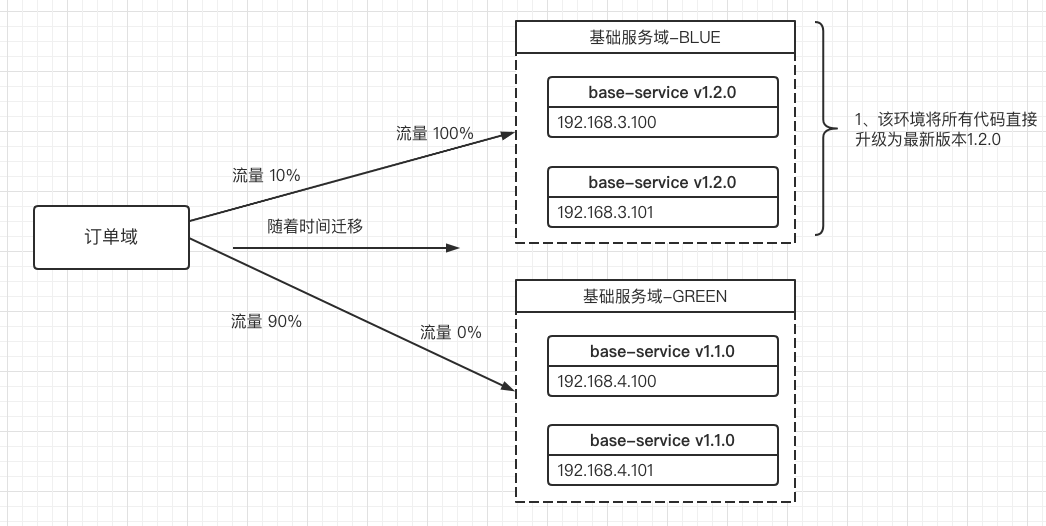 基础服务域-BLUE
base-service v1.2.0
192.168.3.100
base-service v1.2.0
192.168.3.101
1、该环境将所有代码直接
升级为最新版本1.2.0
流量 100%
流量 10%
订单域
随着时间迁移
流量 90%
流量 0%
基础服务域-GREEN
base-service v1.1.0
192.168.4.100
base-service v1.1.0
192.168.4.101